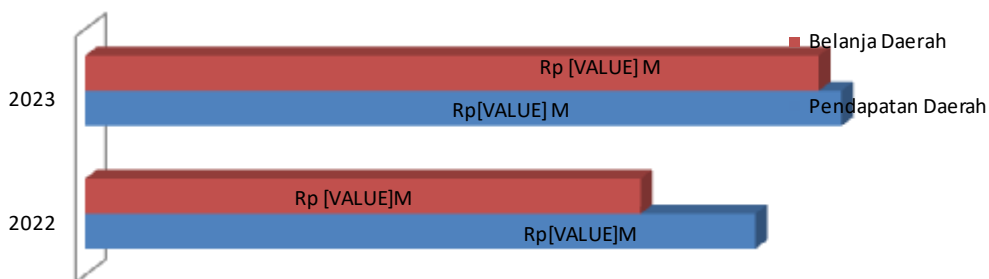 Belanja Daerah
Rp [VALUE] M
2023
Rp[VALUE] M
Pendapatan Daerah
Rp [VALUE]M
2022
Rp[VALUE]M